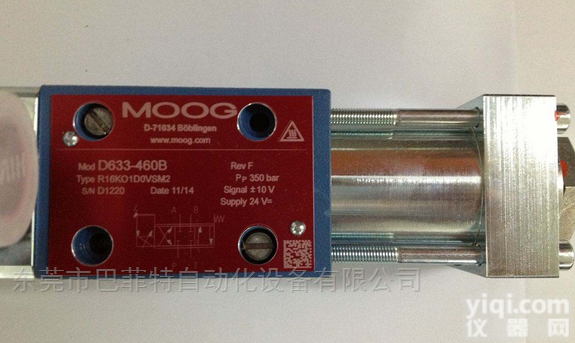 MOOG
D-71034 Böblingen
www.moog.com
Mod D633-460B Rev F
Type R16KO1D0VSM2 Pp 350 bar
S/N D1220 Date 11/14 Signal ±10 V
Supply 24 V=
A B
东莞市巴菲特自动化设备有限公司
yiqi.com
仪器网